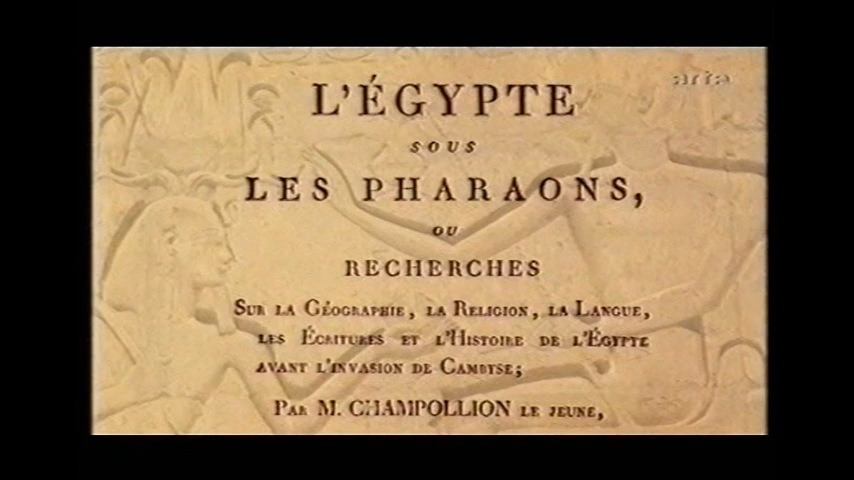 arte
L'ÉGYPTE
SOUS
LES PHARAONS,
OU
RECHERCHES
SUR LA GÉOGRAPHIE, LA RELIGION, LA LANGUE,
LES ÉCRITURES ET L'HISTOIRE DE L'ÉGYPTE
AVANT L'INVASION DE CAMBYSE;
PAR M. CHAMPOLLION LE JEUNE,